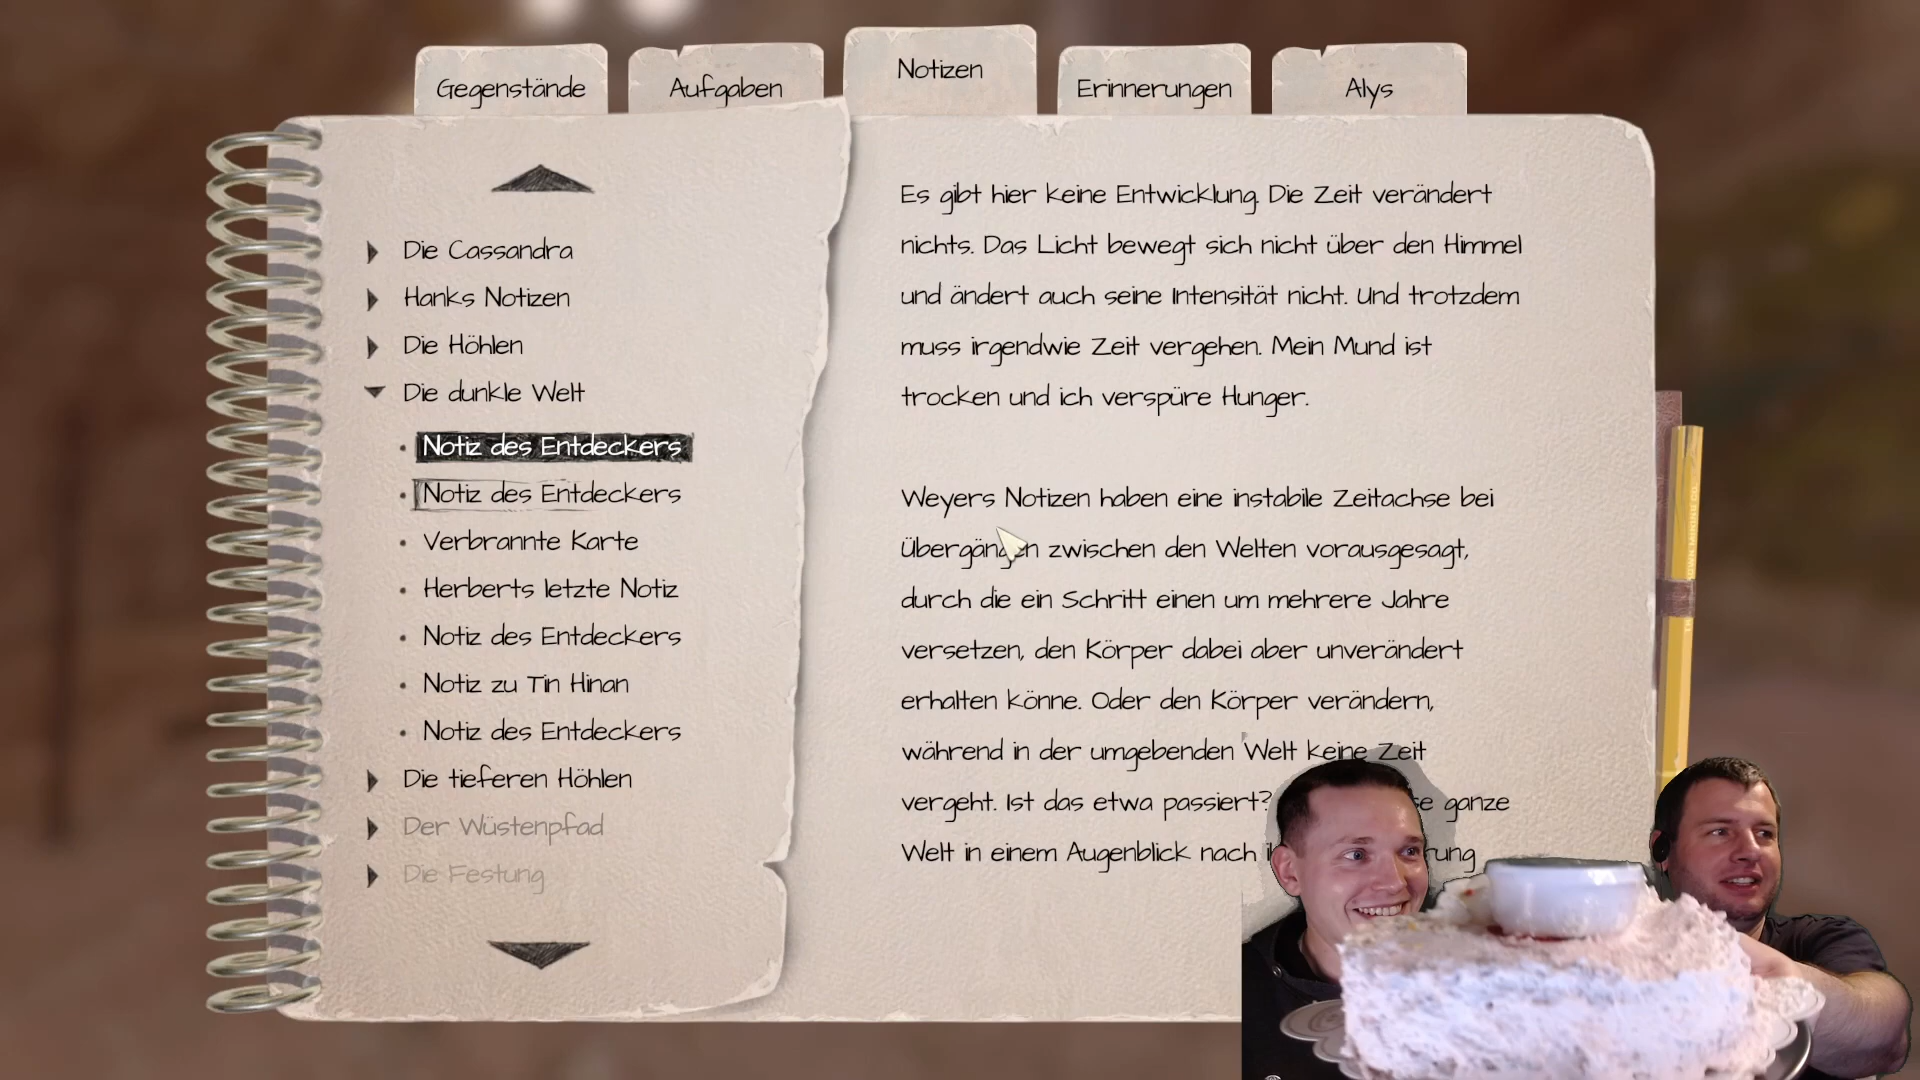 Gegenstände
Aufgaben
Notizen
Erinnerungen
Alys
Die Cassandra
Hanks Notizen
Die Höhlen
Die dunkle Welt
Notiz des Entdeckers
Notiz des Entdeckers
Verbrannte Karte
Herberts letzte Notiz
Notiz des Entdeckers
Notiz zu Tin Hinan
Notiz des Entdeckers
Die tieferen Höhlen
Der Wüstenpfad
Die Festung
Es gibt hier keine Entwicklung. Die Zeit verändert
nichts. Das Licht bewegt sich nicht über den Himmel
und ändert auch seine Intensität nicht. Und trotzdem
muss irgendwie Zeit vergehen. Mein Mund ist
trocken und ich verspüre Hunger.
Weyers Notizen haben eine instabile Zeitachse bei
Übergängen zwischen den Welten vorausgesagt,
durch die ein Schritt einen um mehrere Jahre
versetzen, den Körper dabei aber unverändert
erhalten könne. Oder den Körper verändern,
während in der umgebenden Welt keine Zeit
vergeht. Ist das etwa passiert? ganze
Welt in einem Augenblick nach